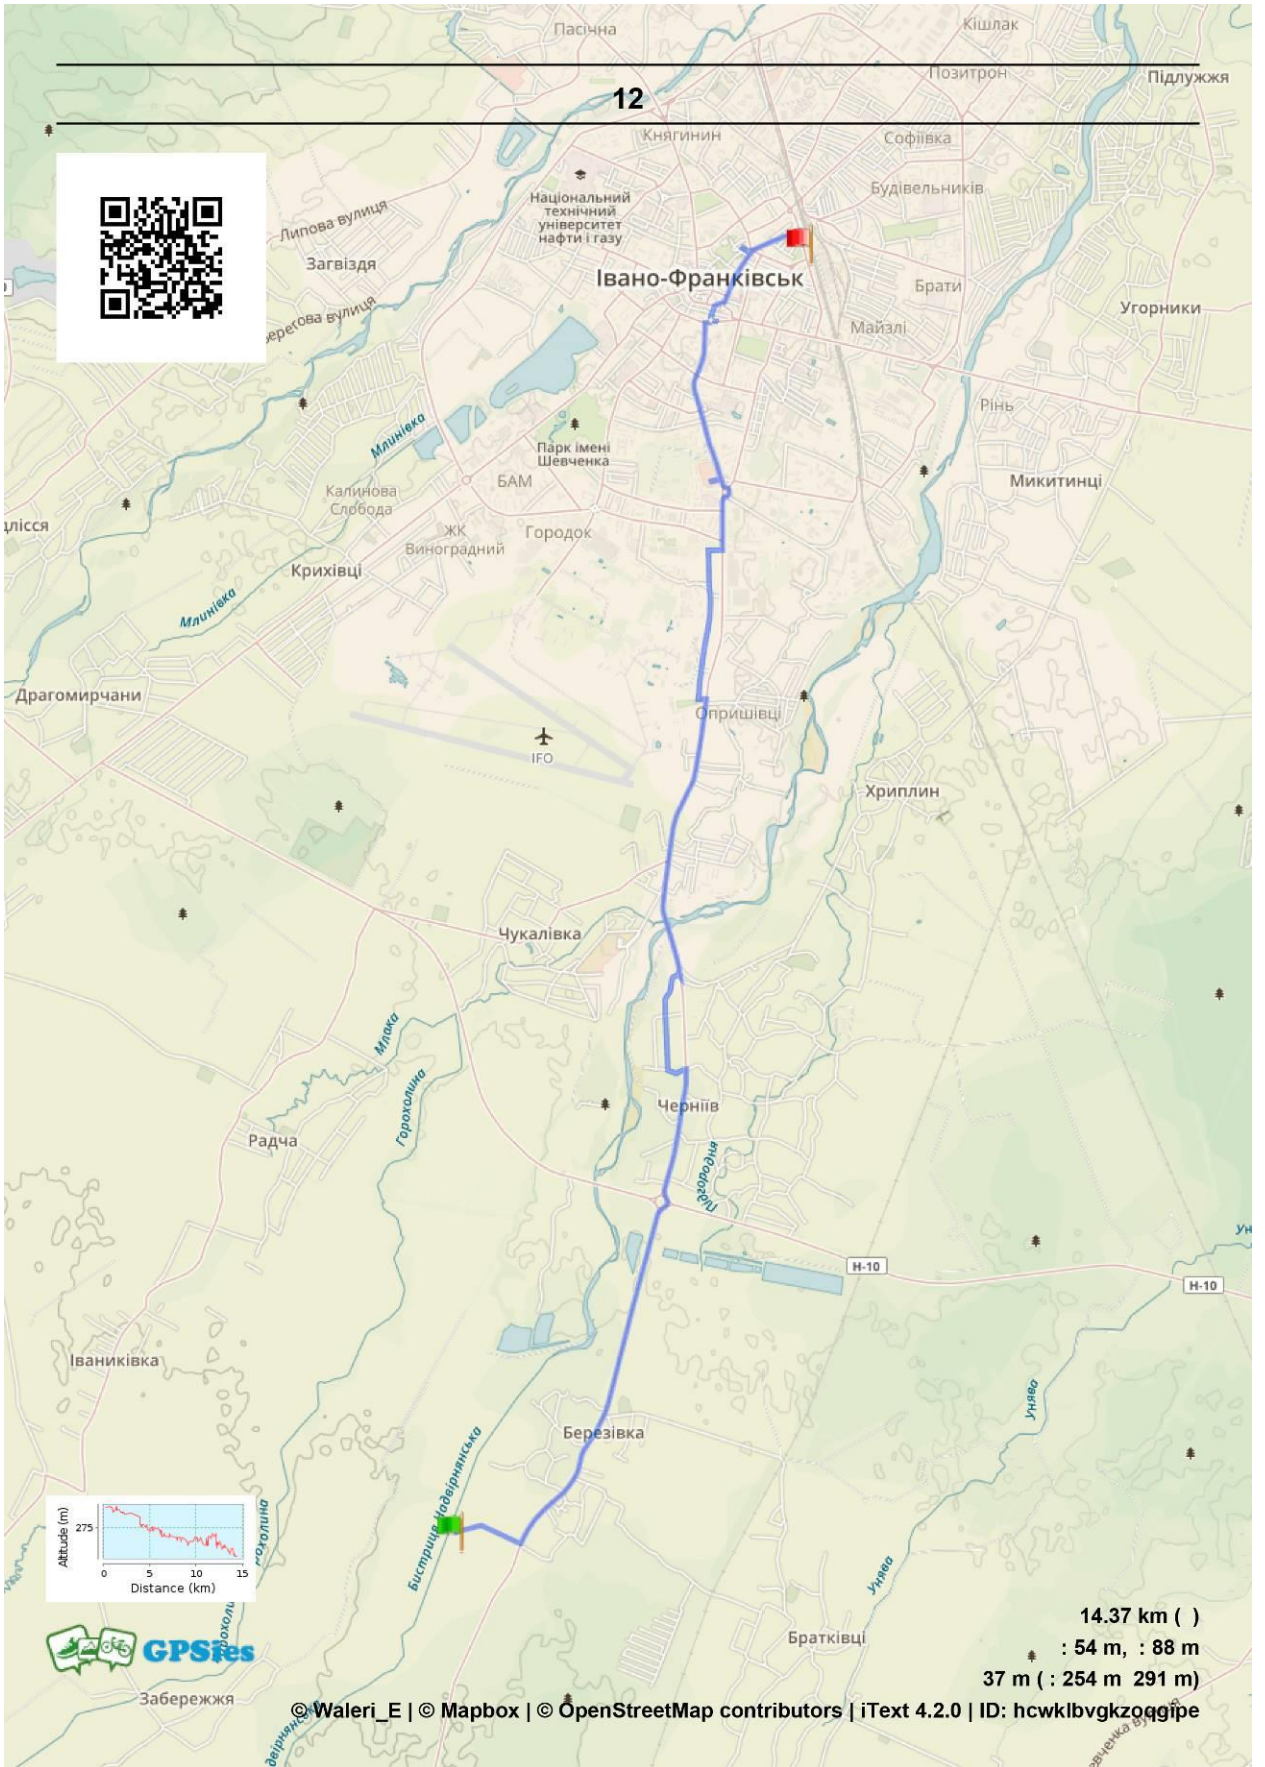 Пасічна
Кішлак
Позитрон
Підлужжя
12
Княгинин
Софіївка
Національний
технічний
університет
нафти і газу
Будівельників
Липова вулиця
Загвіздя
Івано-Франківськ
Брати
Угорники
Берегова вулиця
Майзлі
Рінь
Млинівка
Парк імені
Шевченка
БАМ
Микитинці
Калинова
Слобода
ЖК
Виноградний
Городок
Крихівці
Млинівка
Драгомирчани
Опришівці
IFO
Хриплин
Чукалівка
Млака
Горохолина
Черніїв
Радча
Підгородня
Н-10
Н-10
Іваниківка
Унява
Березівка
Бистриця Надвірнянська
Altitude (m)
275
0 5 10 15
Distance (km)
Унява
GPSies
Братківці
14.37 km ( )
: 54 m, : 88 m
37 m ( : 254 m 291 m)
Забережжя
© Waleri_E | © Mapbox | © OpenStreetMap contributors | iText 4.2.0 | ID: hcwklbvgkzoqgipe